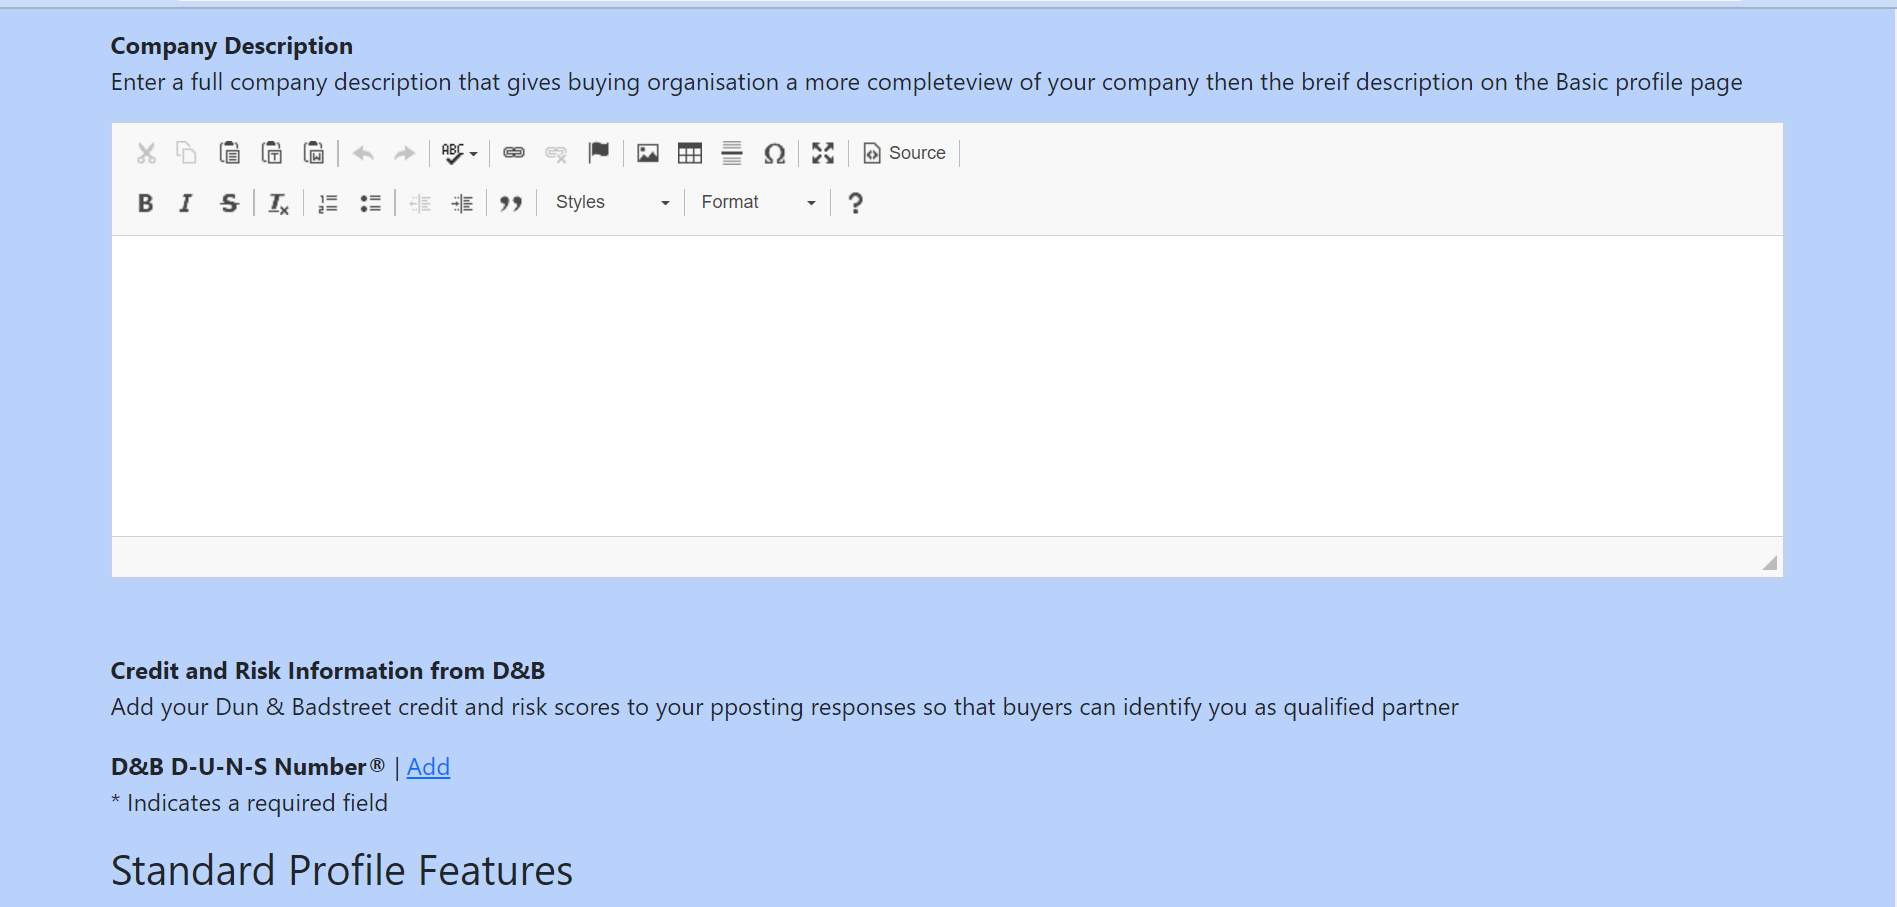 Company Description
Enter a full company description that gives buying organisation a more completeview of your company then the breif description on the Basic profile page
ABC
Source
B I S Tx
Styles
Format
?
Credit and Risk Information from D&B
Add your Dun & Badstreet credit and risk scores to your pposting responses so that buyers can identify you as qualified partner
D&B D-U-N-S Number® | Add
* Indicates a required field
Standard Profile Features